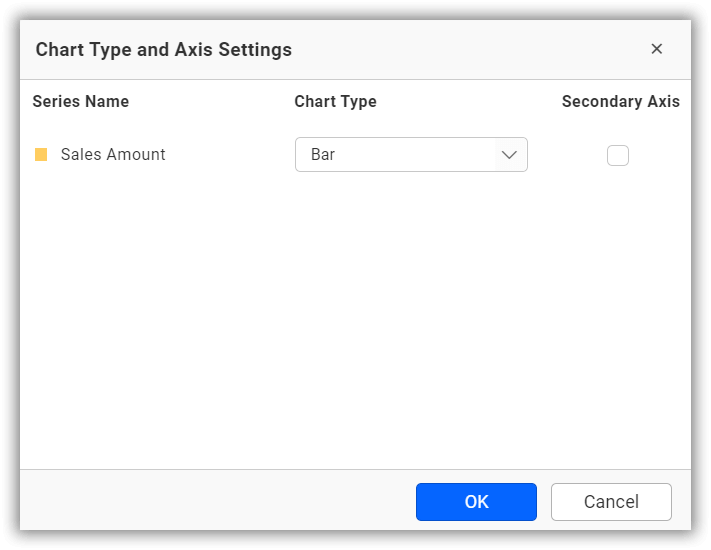 Chart Type and Axis Settings
Series Name Chart Type Secondary Axis
Sales Amount Bar
OK Cancel